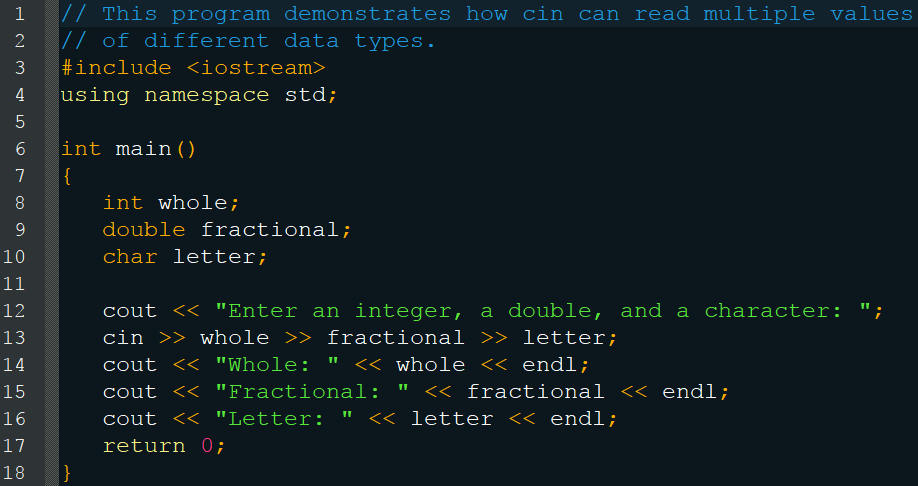 1 // This program demonstrates how cin can read multiple values
2 // of different data types.
3 #include <iostream>
4 using namespace std;
5
6 int main()
7 {
8    int whole;
9    double fractional;
10    char letter;
11
12    cout << "Enter an integer, a double, and a character: ";
13    cin >> whole >> fractional >> letter;
14    cout << "Whole: " << whole << endl;
15    cout << "Fractional: " << fractional << endl;
16    cout << "Letter: " << letter << endl;
17    return 0;
18 }